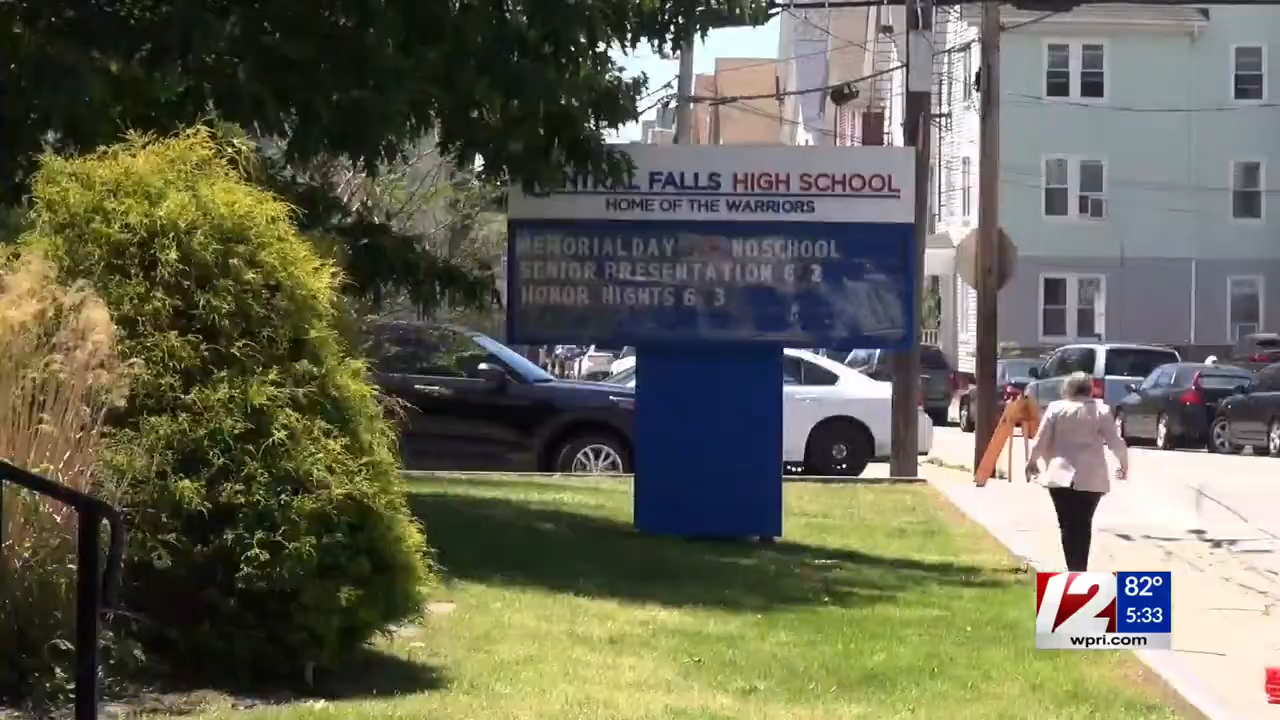 CENTRAL FALLS HIGH SCHOOL
HOME OF THE WARRIORS
MEMORIAL DAY NO SCHOOL
SENIOR PRESENTATION 6 2
HONOR NIGHTS 6 3
12 82°
5:33
wpri.com